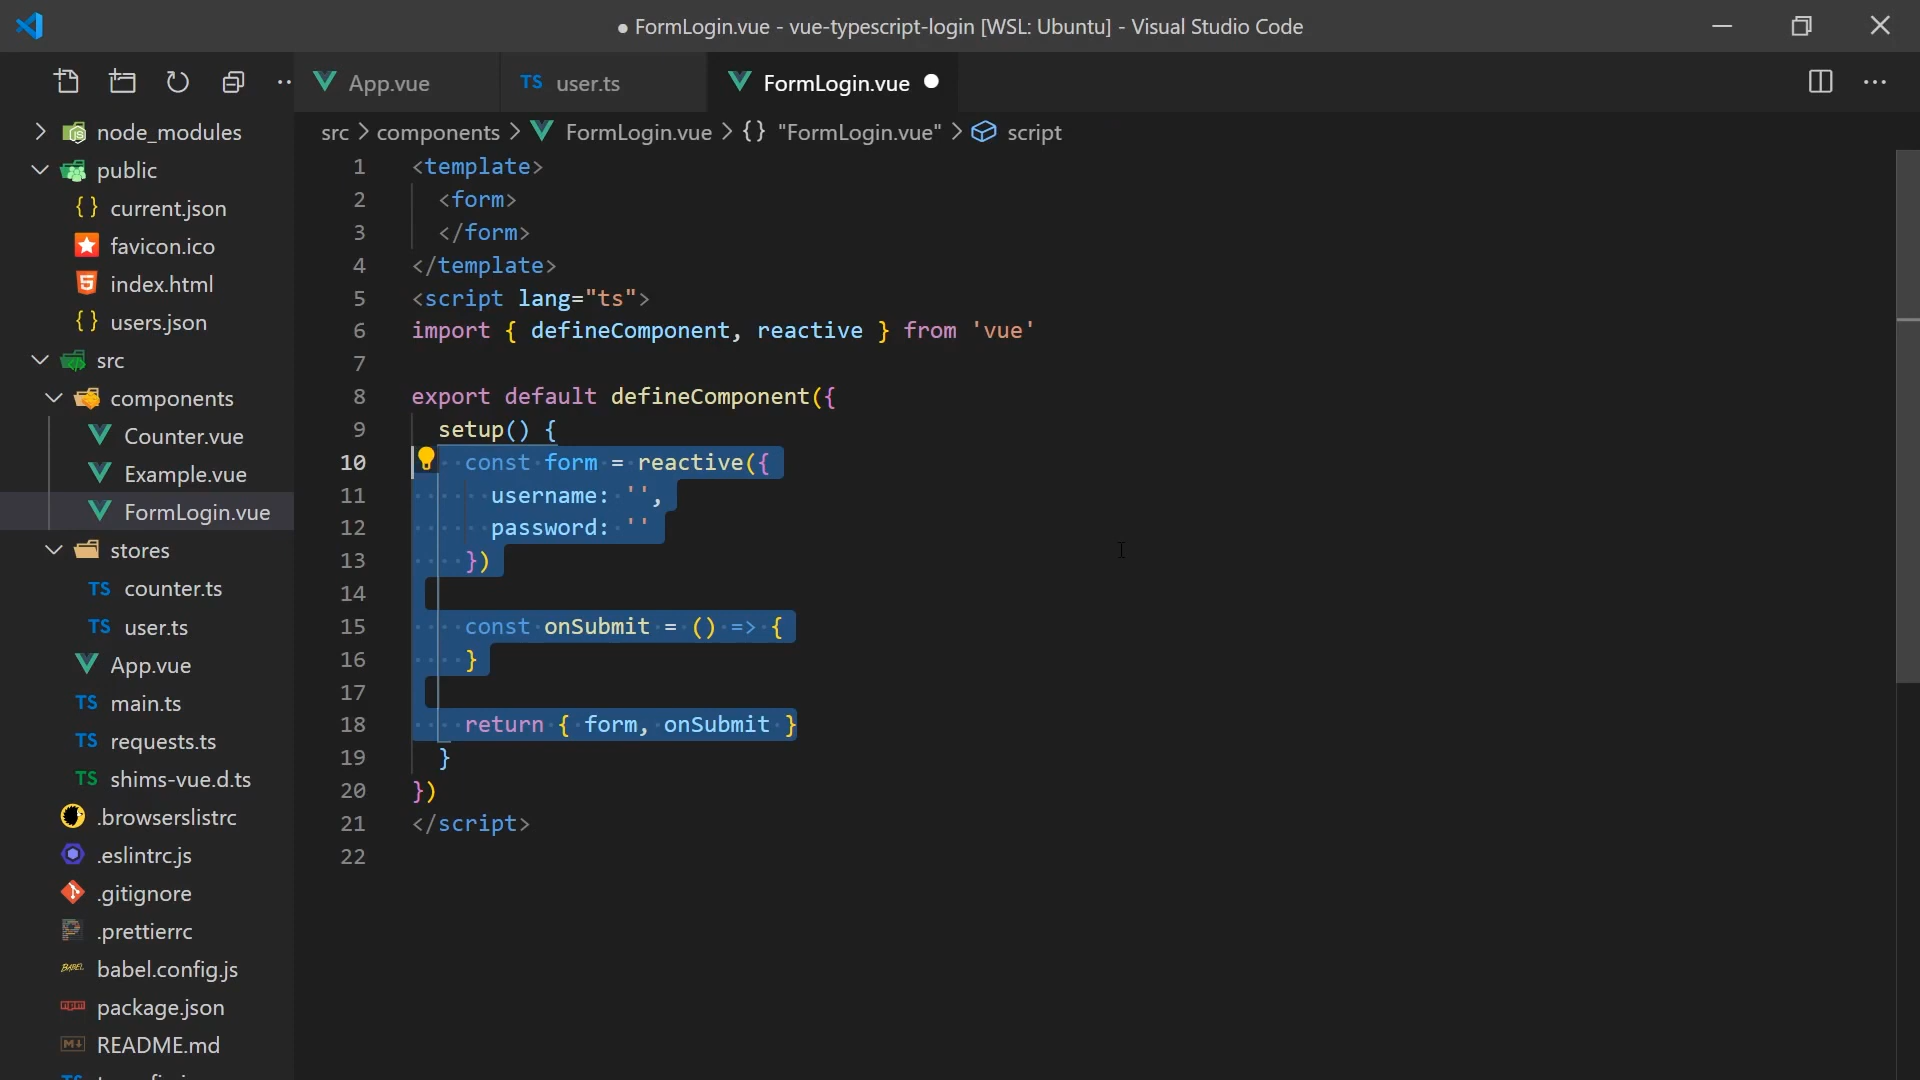 ● FormLogin.vue - vue-typescript-login [WSL: Ubuntu] - Visual Studio Code
App.vue
TS user.ts
FormLogin.vue ●
src > components > FormLogin.vue > {} "FormLogin.vue" > script
node_modules
public
{} current.json
favicon.ico
index.html
{} users.json
src
components
Counter.vue
Example.vue
FormLogin.vue
stores
TS counter.ts
TS user.ts
App.vue
TS main.ts
TS requests.ts
TS shims-vue.d.ts
.browserslistrc
.eslintrc.js
.gitignore
.prettierrc
BABEL babel.config.js
npm package.json
M↓ README.md
1 <template>
2   <form>
3   </form>
4 </template>
5 <script lang="ts">
6 import { defineComponent, reactive } from 'vue'
7
8 export default defineComponent({
9   setup() {
10     const form = reactive({
11       username: '',
12       password: ''
13     })
14
15     const onSubmit = () => {
16     }
17
18     return { form, onSubmit }
19   }
20 })
21 </script>
22